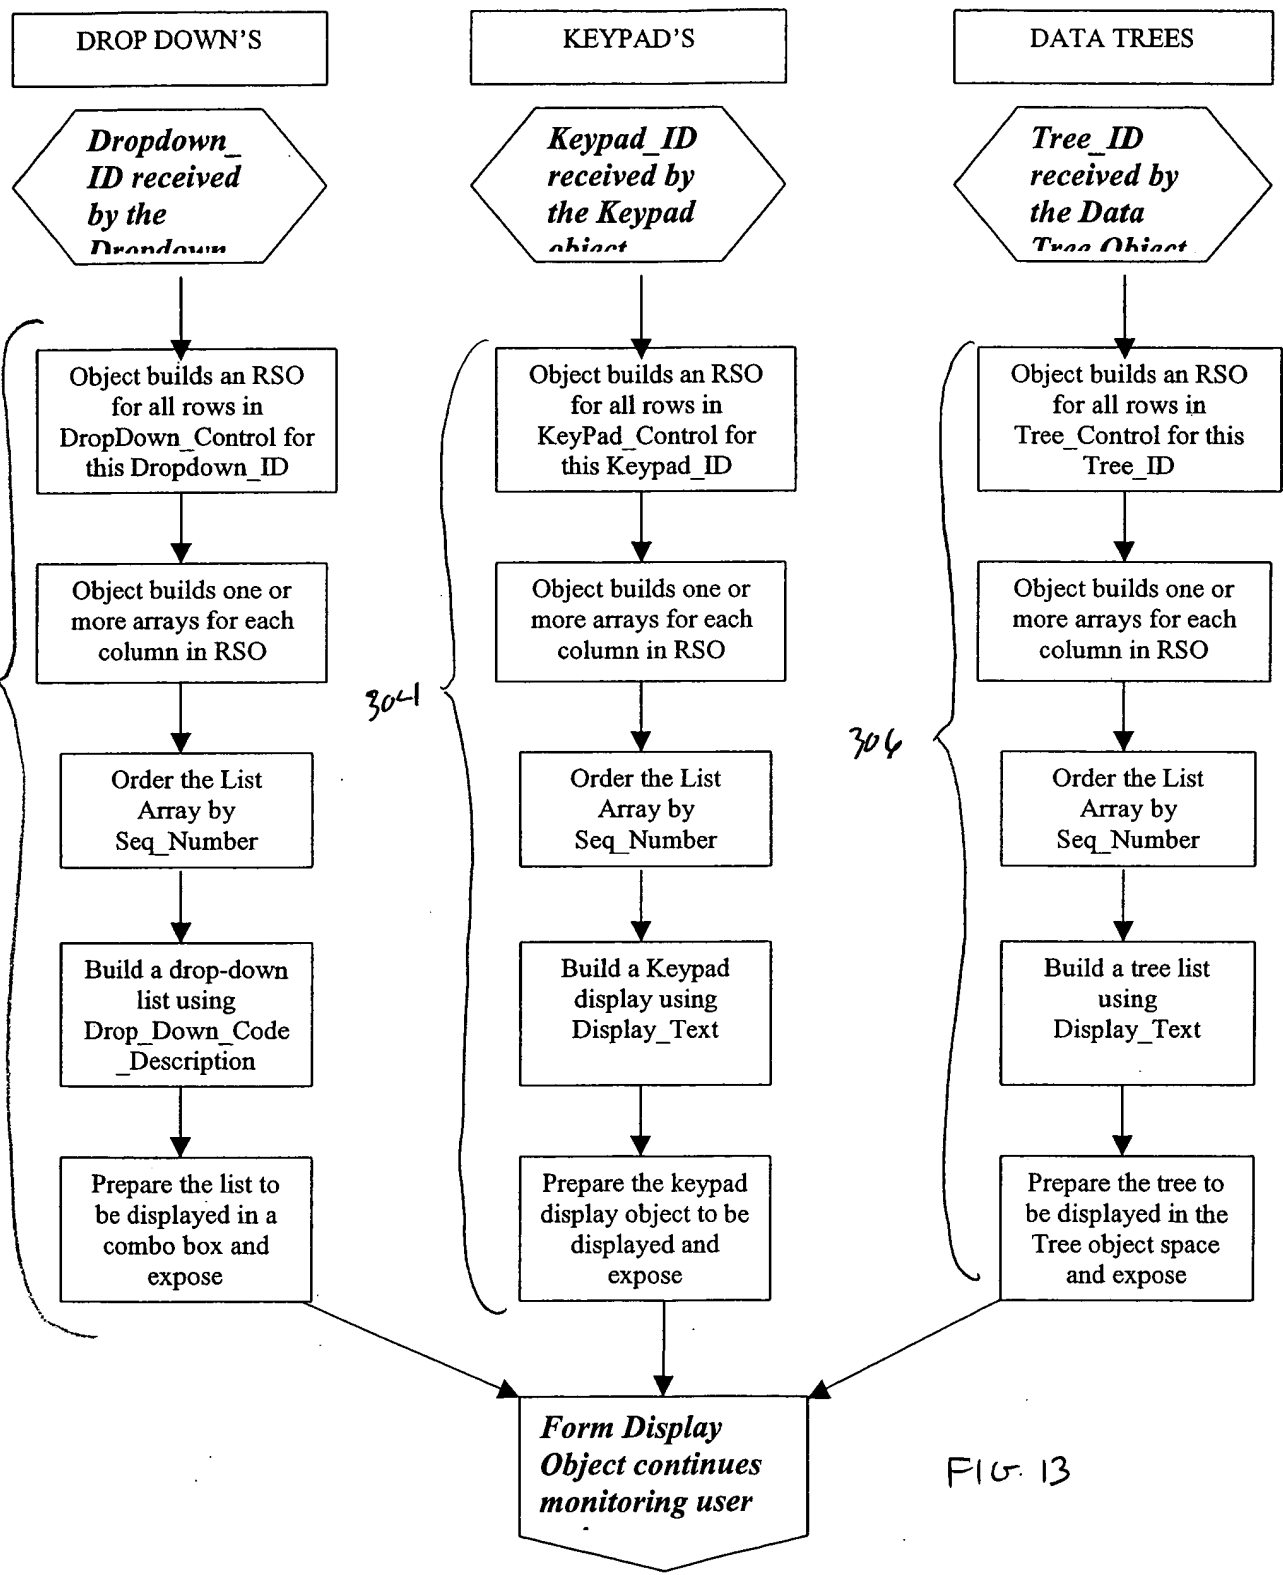 DROP DOWN'S
Dropdown_
ID received
by the
Dropdown
Object builds an RSO
for all rows in
DropDown_Control for
this Dropdown_ID
Object builds one or
more arrays for each
column in RSO
Order the List
Array by
Seq_Number
Build a drop-down
list using
Drop_Down_Code
_Description
Prepare the list to
be displayed in a
combo box and
expose
KEYPAD'S
Keypad_ID
received by
the Keypad
object
304
Object builds an RSO
for all rows in
KeyPad_Control for
this Keypad_ID
Object builds one or
more arrays for each
column in RSO
Order the List
Array by
Seq_Number
Build a Keypad
display using
Display_Text
Prepare the keypad
display object to be
displayed and
expose
DATA TREES
Tree_ID
received by
the Data
Tree Object
306
Object builds an RSO
for all rows in
Tree_Control for this
Tree_ID
Object builds one or
more arrays for each
column in RSO
Order the List
Array by
Seq_Number
Build a tree list
using
Display_Text
Prepare the tree to
be displayed in the
Tree object space
and expose
Form Display
Object continues
monitoring user
FIG. 13